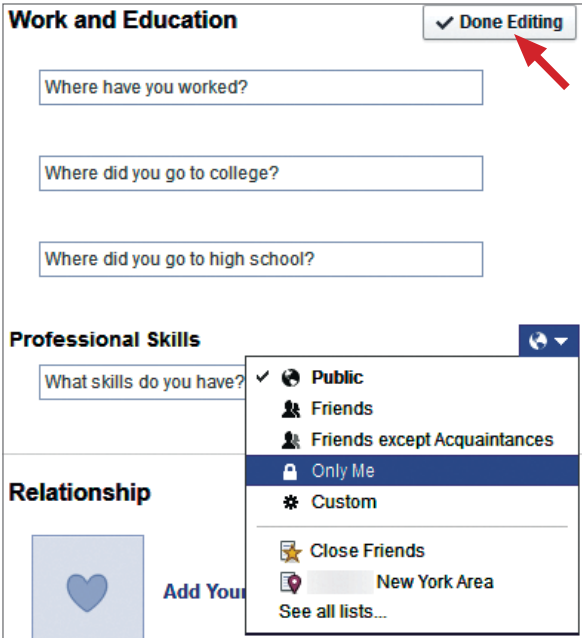 Work and Education
Done Editing
Where have you worked?
Where did you go to college?
Where did you go to high school?
Professional Skills
What skills do you have?
Public
Friends
Friends except Acquaintances
Only Me
Custom
Relationship
Close Friends
Add Your
New York Area
See all lists...